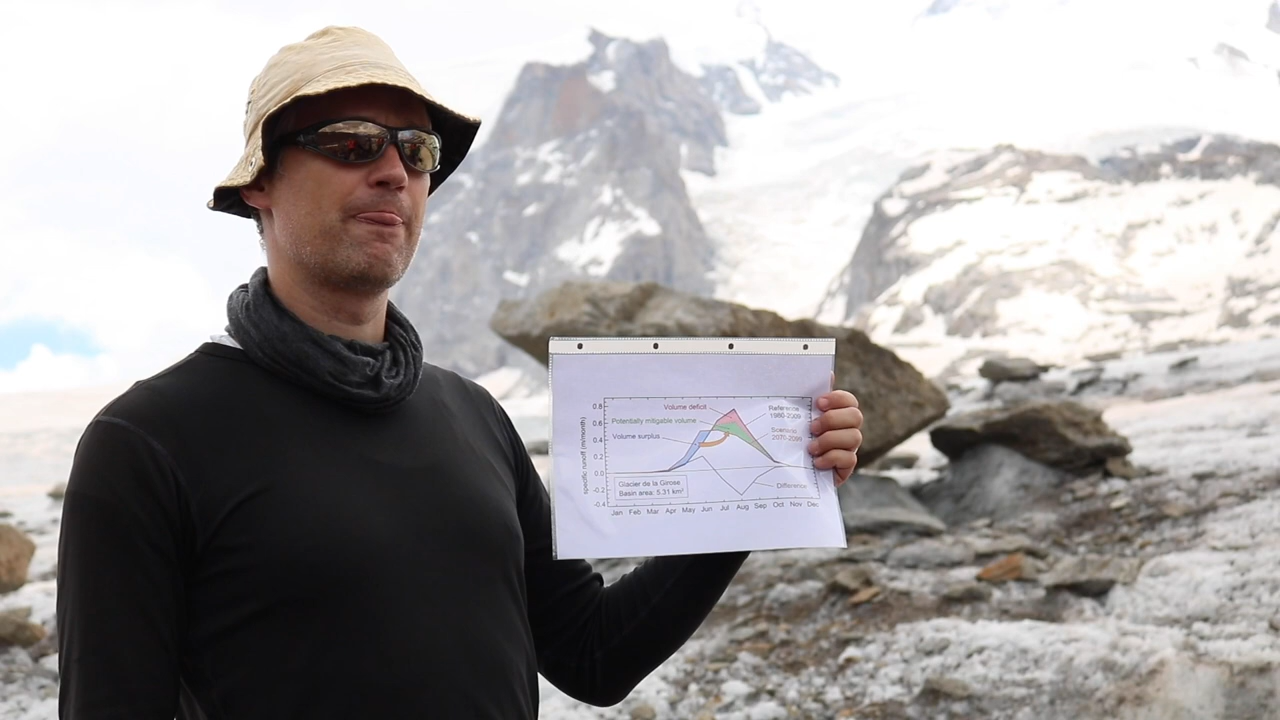 0.8
0.6
0.4
0.2
0.0
-0.2
-0.4
specific runoff (m/month)
Volume deficit
Potentially mitigable volume
Volume surplus
Reference
1980-2009
Scenario
2070-2099
Difference
Glacier de la Girose
Basin area: 5.31 km²
Jan Feb Mar Apr May Jun Jul Aug Sep Oct Nov Dec